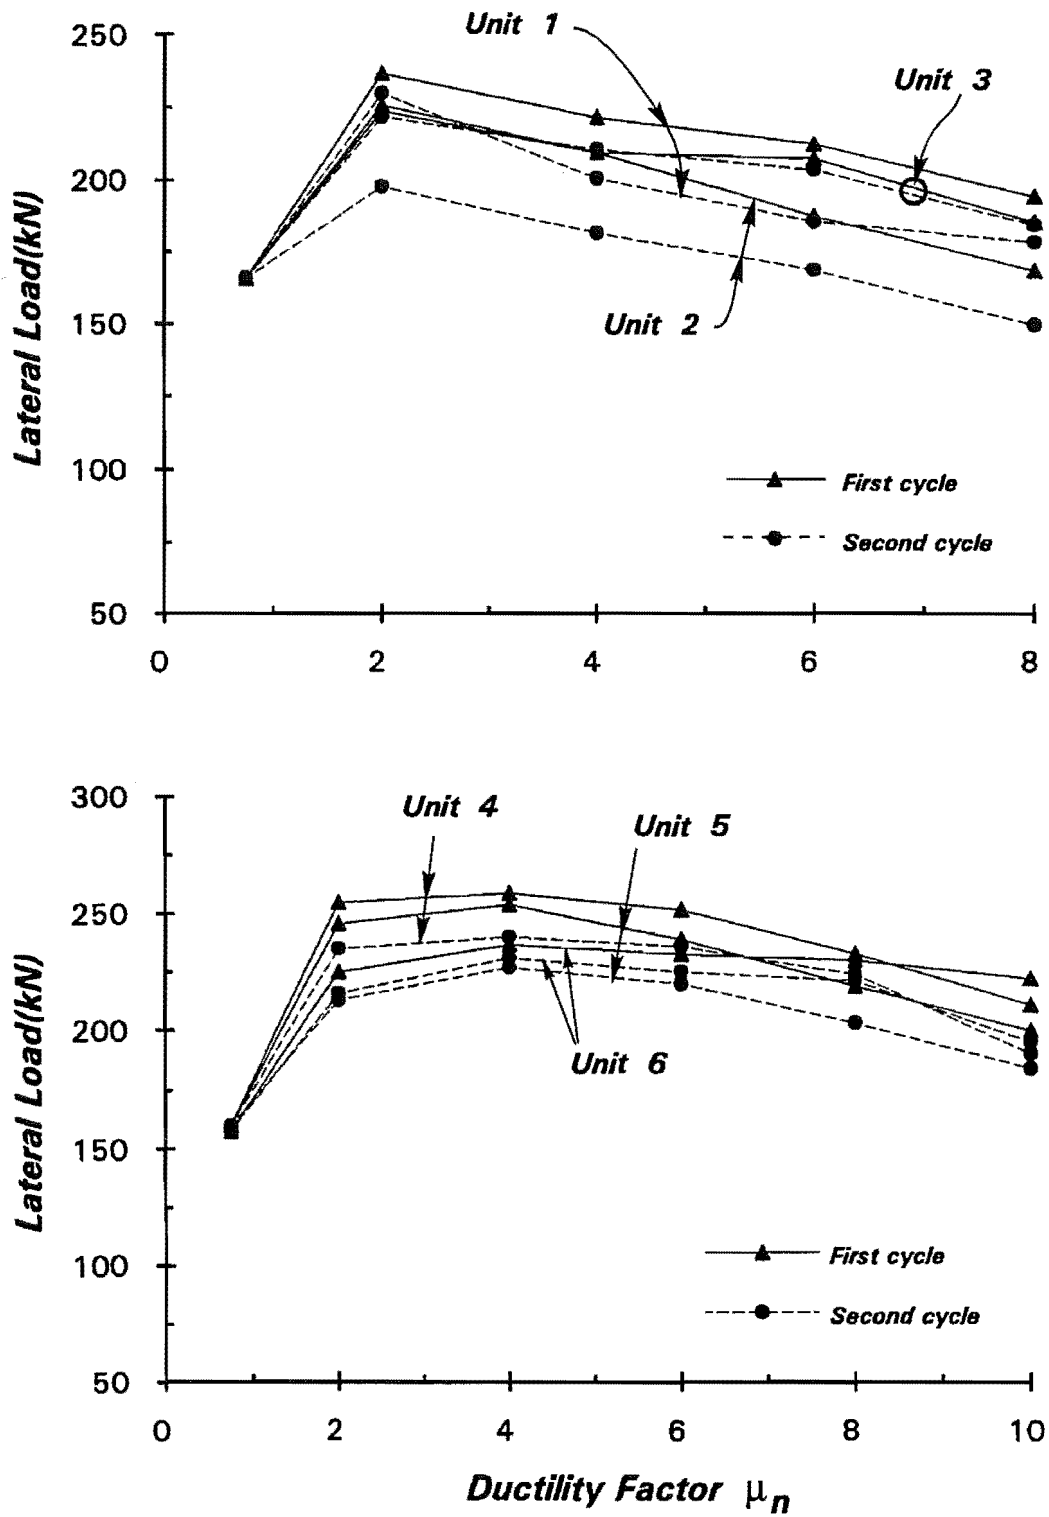 Unit 1
250
Unit 3
200
Lateral Load(kN)
150
Unit 2
100
First cycle
Second cycle
50
0 2 4 6 8
300
Unit 4
Unit 5
250
200
Unit 6
Lateral Load(kN)
150
100
First cycle
Second cycle
50
0 2 4 6 8 10
Ductility Factor μn